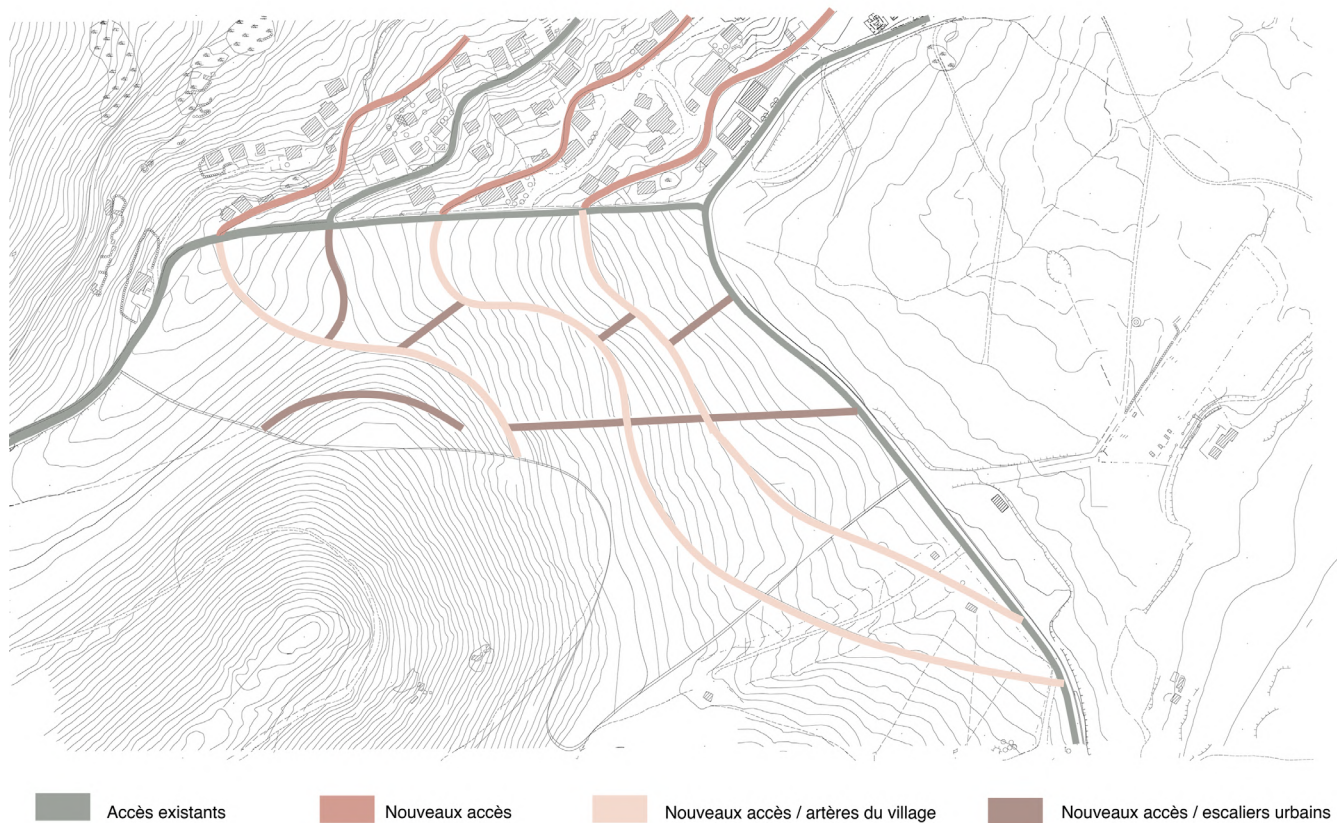 Accès existants
Nouveaux accès
Nouveaux accès / artères du village
Nouveaux accès / escaliers urbains